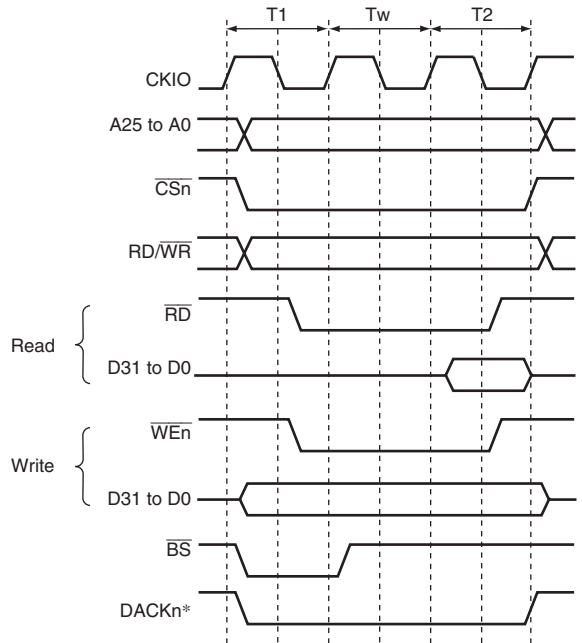 T1 Tw T2
CKIO
A25 to A0
CSn
RD/WR
RD
Read
D31 to D0
WEn
Write
D31 to D0
BS
DACKn*